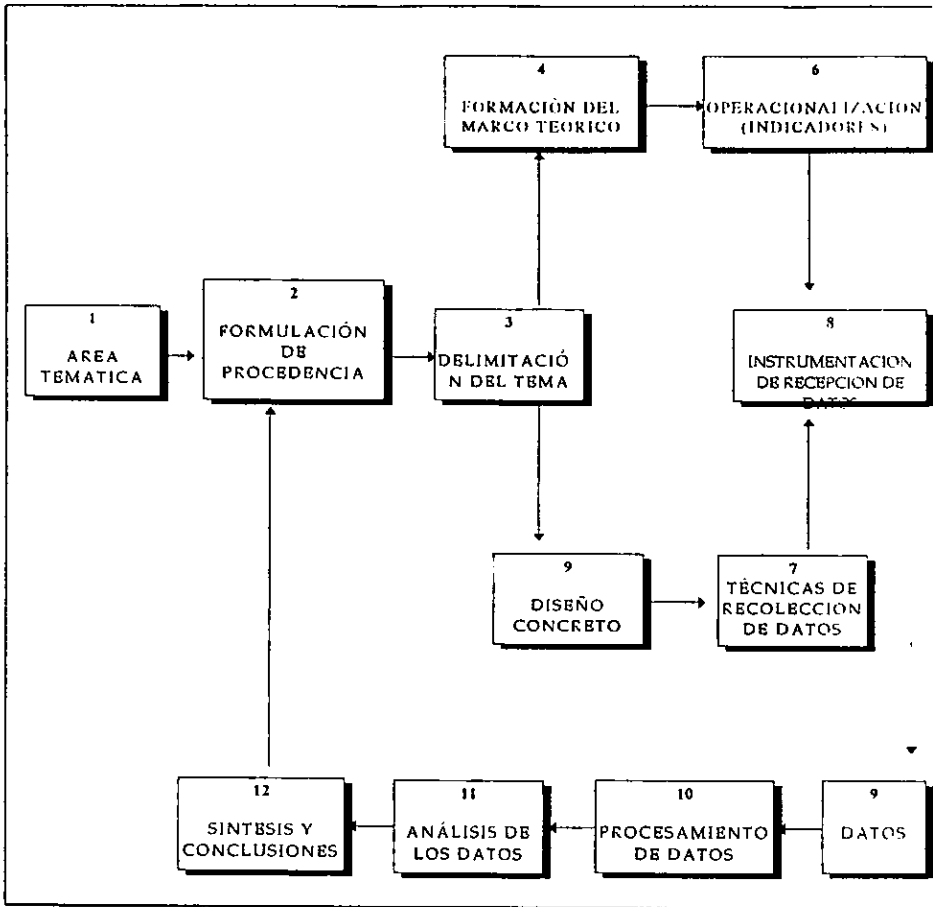 4
FORMACIÓN DEL
MARCO TEORICO
6
OPERACIONALIZACION
(INDICADORES)
1
AREA
TEMATICA
2
FORMULACIÓN
DE
PROCEDENCIA
3
DELIMITACIÓ
N DEL TEMA
8
INSTRUMENTACION
DE RECEPCION DE
DATOS
9
DISEÑO
CONCRETO
7
TÉCNICAS DE
RECOLECCION
DE DATOS
12
SINTESIS Y
CONCLUSIONES
11
ANÁLISIS DE
LOS DATOS
10
PROCESAMIENTO
DE DATOS
9
DATOS